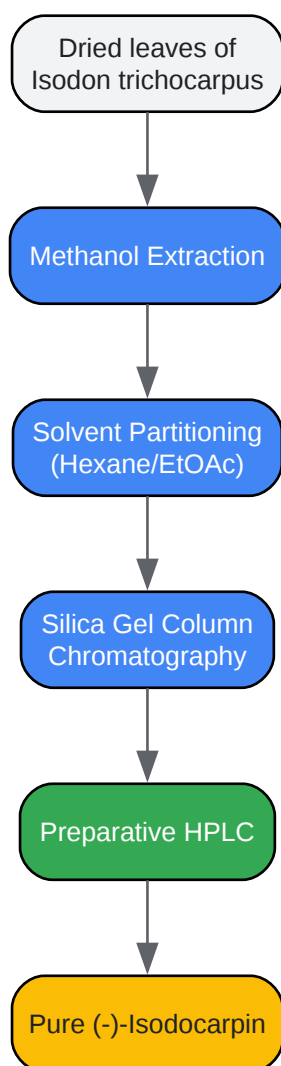 Dried leaves of
Isodon trichocarpus
Methanol Extraction
Solvent Partitioning
(Hexane/EtOAc)
Silica Gel Column
Chromatography
Preparative HPLC
Pure (-)-Isodocarpin